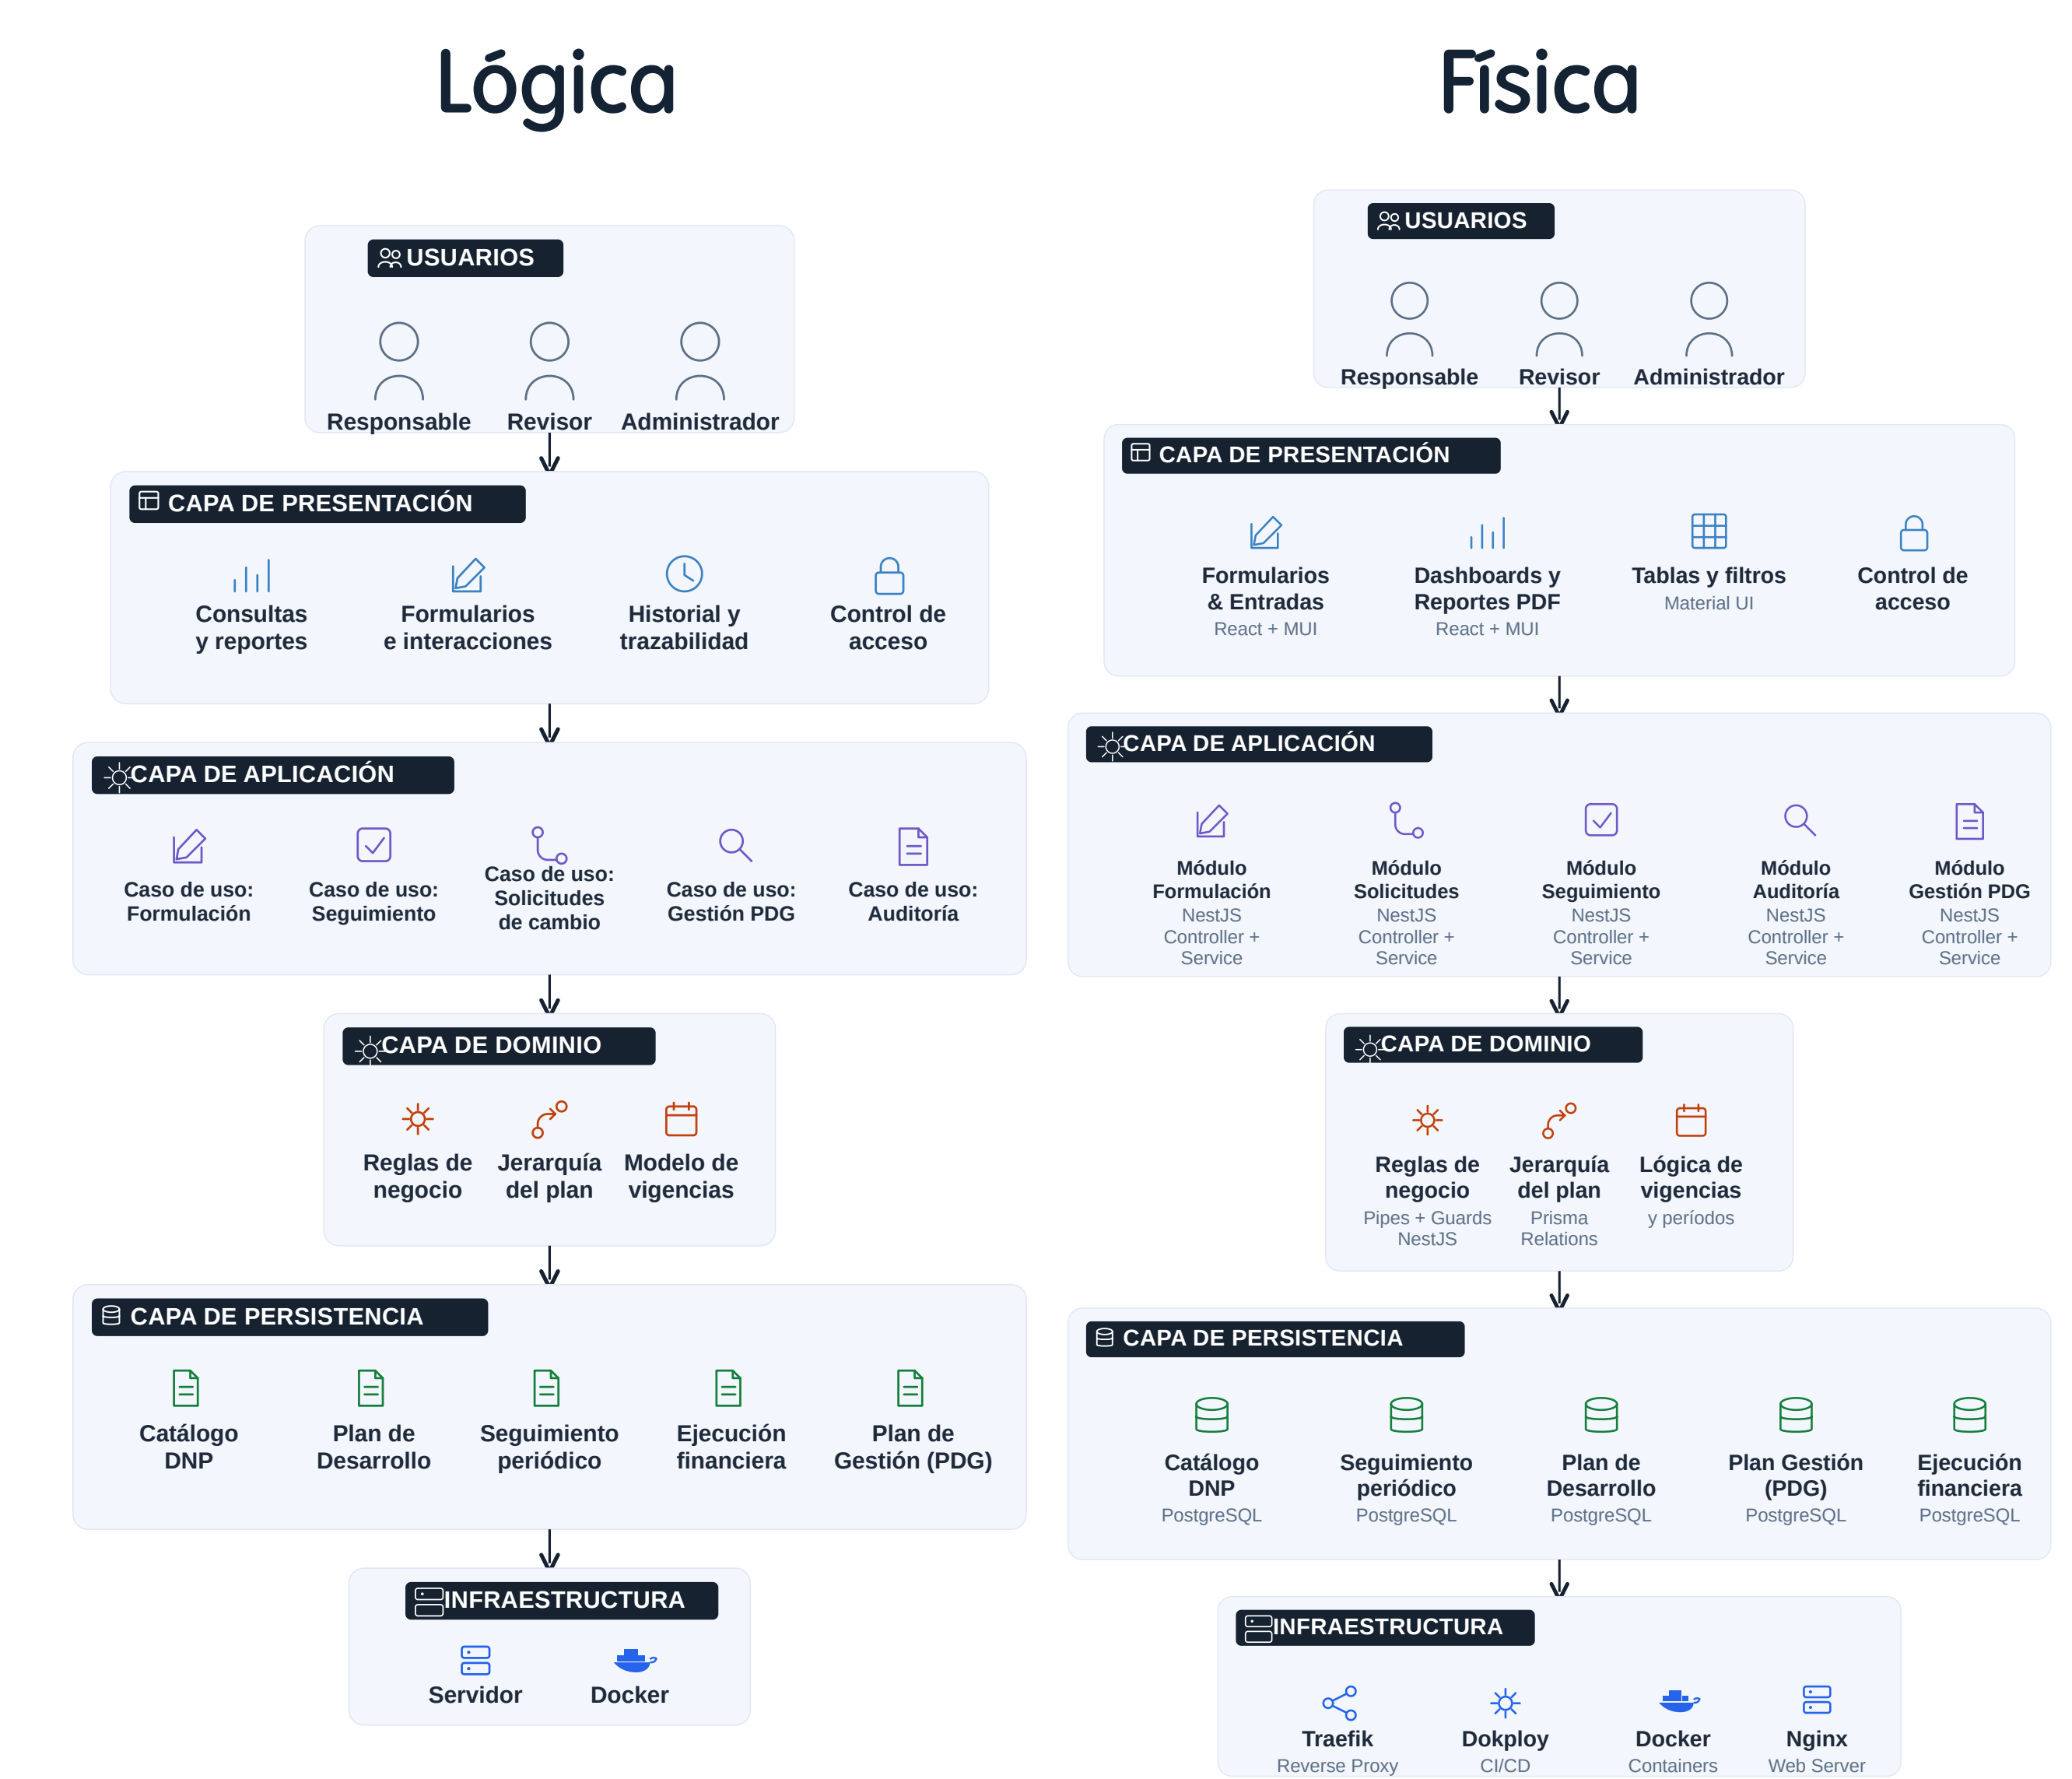 Lógica
USUARIOS
Responsable
Revisor
Administrador
CAPA DE PRESENTACIÓN
Consultas
y reportes
Formularios
e interacciones
Historial y
trazabilidad
Control de
acceso
CAPA DE APLICACIÓN
Caso de uso:
Formulación
Caso de uso:
Seguimiento
Caso de uso:
Solicitudes
de cambio
Caso de uso:
Gestión PDG
Caso de uso:
Auditoría
CAPA DE DOMINIO
Reglas de
negocio
Jerarquía
del plan
Modelo de
vigencias
CAPA DE PERSISTENCIA
Catálogo
DNP
Plan de
Desarrollo
Seguimiento
periódico
Ejecución
financiera
Plan de
Gestión (PDG)
INFRAESTRUCTURA
Servidor
Docker
Física
USUARIOS
Responsable
Revisor
Administrador
CAPA DE PRESENTACIÓN
Formularios
& Entradas
React + MUI
Dashboards y
Reportes PDF
React + MUI
Tablas y filtros
Material UI
Control de
acceso
CAPA DE APLICACIÓN
Módulo
Formulación
NestJS
Controller +
Service
Módulo
Solicitudes
NestJS
Controller +
Service
Módulo
Seguimiento
NestJS
Controller +
Service
Módulo
Auditoría
NestJS
Controller +
Service
Módulo
Gestión PDG
NestJS
Controller +
Service
CAPA DE DOMINIO
Reglas de
negocio
Pipes + Guards
NestJS
Jerarquía
del plan
Prisma
Relations
Lógica de
vigencias
y períodos
CAPA DE PERSISTENCIA
Catálogo
DNP
PostgreSQL
Seguimiento
periódico
PostgreSQL
Plan de
Desarrollo
PostgreSQL
Plan Gestión
(PDG)
PostgreSQL
Ejecución
financiera
PostgreSQL
INFRAESTRUCTURA
Traefik
Reverse Proxy
Dokploy
CI/CD
Docker
Containers
Nginx
Web Server